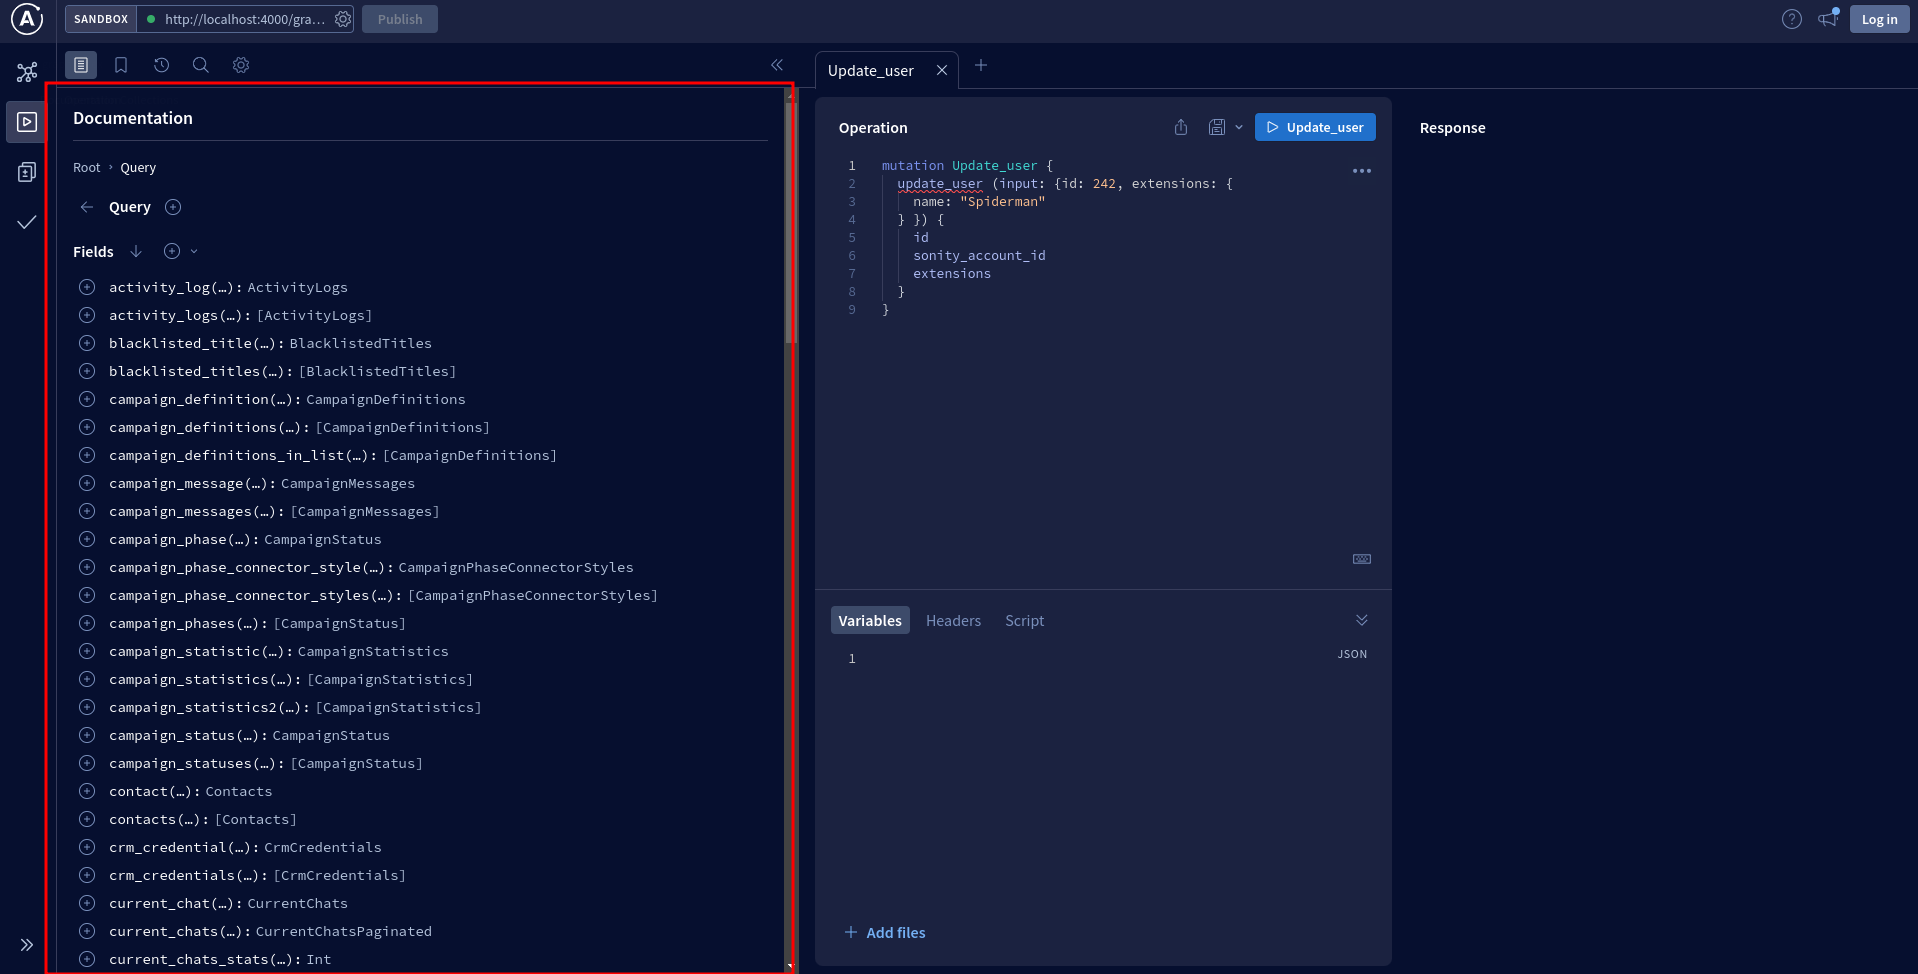 SANDBOX
http://localhost:4000/gra...
Publish
Log in
Documentation
Root › Query
Query
Fields
activity_log(…): ActivityLogs
activity_logs(…): [ActivityLogs]
blacklisted_title(…): BlacklistedTitles
blacklisted_titles(…): [BlacklistedTitles]
campaign_definition(…): CampaignDefinitions
campaign_definitions(…): [CampaignDefinitions]
campaign_definitions_in_list(…): [CampaignDefinitions]
campaign_message(…): CampaignMessages
campaign_messages(…): [CampaignMessages]
campaign_phase(…): CampaignStatus
campaign_phase_connector_style(…): CampaignPhaseConnectorStyles
campaign_phase_connector_styles(…): [CampaignPhaseConnectorStyles]
campaign_phases(…): [CampaignStatus]
campaign_statistic(…): CampaignStatistics
campaign_statistics(…): [CampaignStatistics]
campaign_statistics2(…): [CampaignStatistics]
campaign_status(…): CampaignStatus
campaign_statuses(…): [CampaignStatus]
contact(…): Contacts
contacts(…): [Contacts]
crm_credential(…): CrmCredentials
crm_credentials(…): [CrmCredentials]
current_chat(…): CurrentChats
current_chats(…): CurrentChatsPaginated
current_chats_stats(…): Int
Update_user
Operation
Update_user
1 mutation Update_user {
2 update_user (input: {id: 242, extensions: {
3 name: "Spiderman"
4 } }) {
5 id
6 sonity_account_id
7 extensions
8 }
9 }
Variables Headers Script
1
JSON
Add files
Response